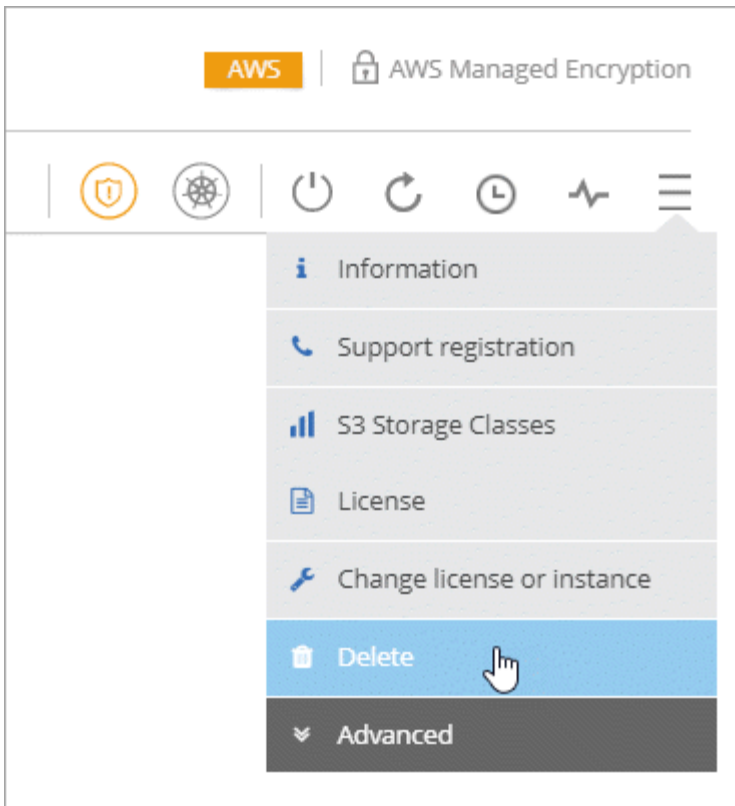 AWS
AWS Managed Encryption
Information
Support registration
S3 Storage Classes
License
Change license or instance
Delete
Advanced